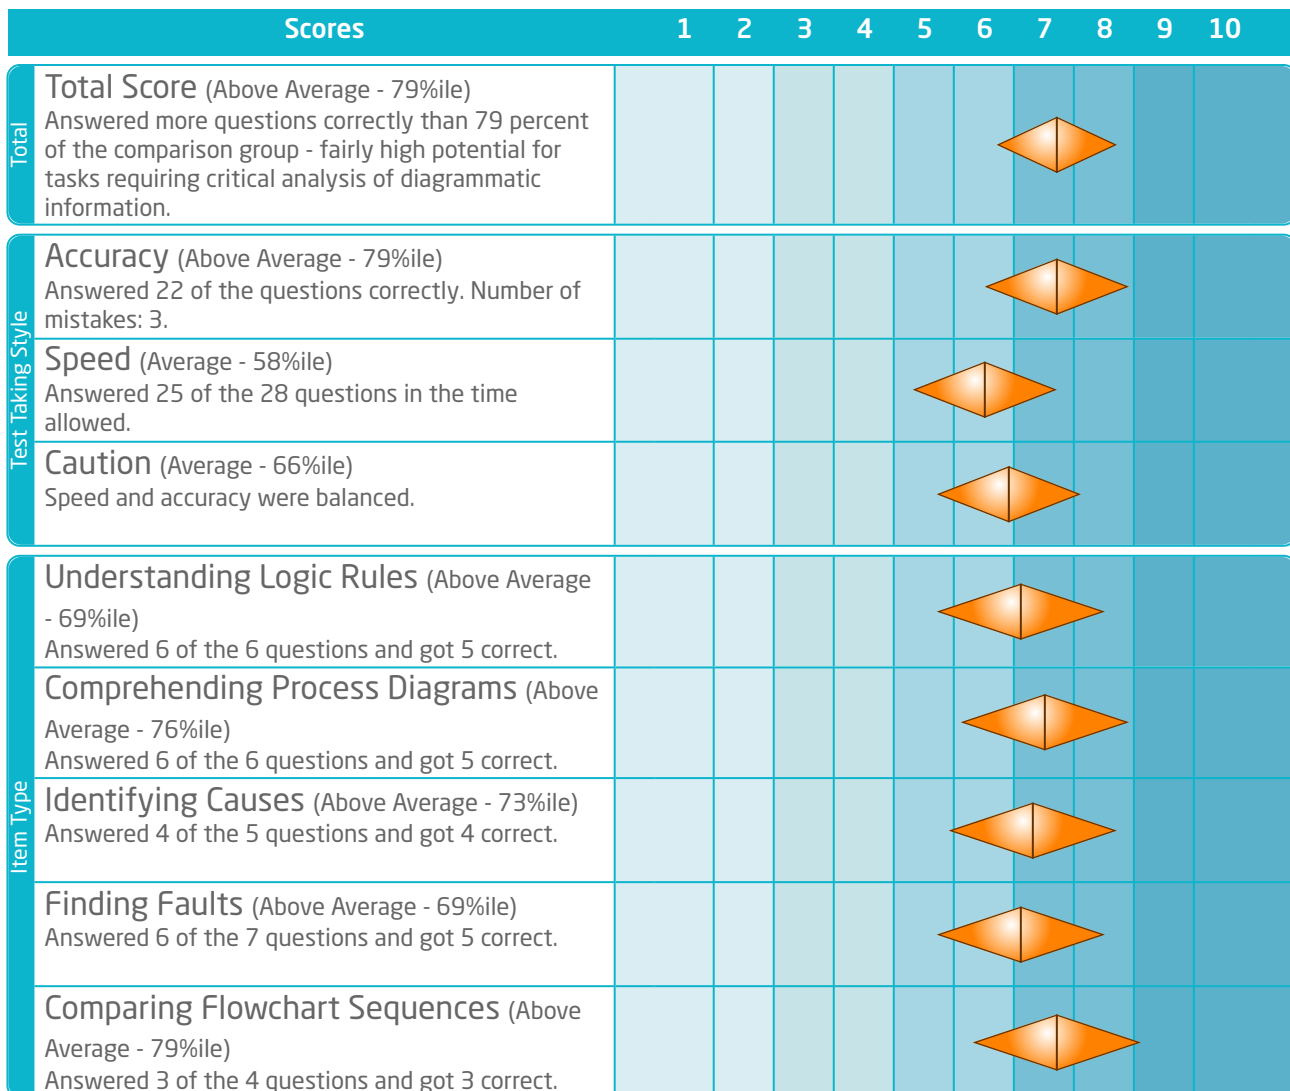 Scores 1 2 3 4 5 6 7 8 9 10
Total
Total Score (Above Average - 79%ile)
Answered more questions correctly than 79 percent
of the comparison group - fairly high potential for
tasks requiring critical analysis of diagrammatic
information.
Test Taking Style
Accuracy (Above Average - 79%ile)
Answered 22 of the questions correctly. Number of
mistakes: 3.
Speed (Average - 58%ile)
Answered 25 of the 28 questions in the time
allowed.
Caution (Average - 66%ile)
Speed and accuracy were balanced.
Item Type
Understanding Logic Rules (Above Average
- 69%ile)
Answered 6 of the 6 questions and got 5 correct.
Comprehending Process Diagrams (Above
Average - 76%ile)
Answered 6 of the 6 questions and got 5 correct.
Identifying Causes (Above Average - 73%ile)
Answered 4 of the 5 questions and got 4 correct.
Finding Faults (Above Average - 69%ile)
Answered 6 of the 7 questions and got 5 correct.
Comparing Flowchart Sequences (Above
Average - 79%ile)
Answered 3 of the 4 questions and got 3 correct.